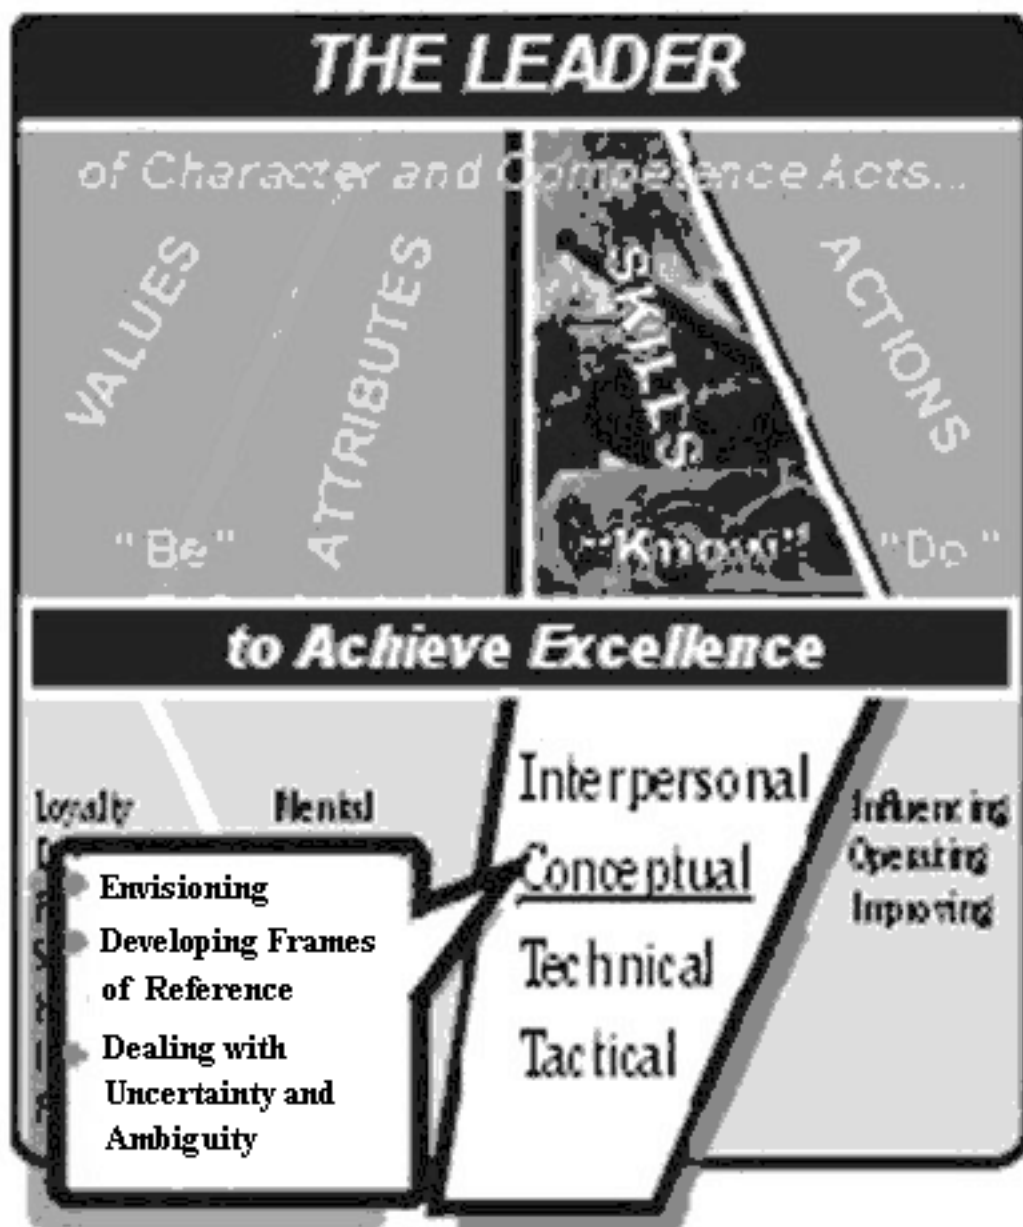 THE LEADER
of Character and Competence Acts...
VALUES
ATTRIBUTES
SKILLS
ACTIONS
"Be"
"Know"
"Do"
to Achieve Excellence
Loyalty
Mental
Interpersonal
Conceptual
Technical
Tactical
Influencing
Operating
Improving
Envisioning
Developing Frames
of Reference
Dealing with
Uncertainty and
Ambiguity